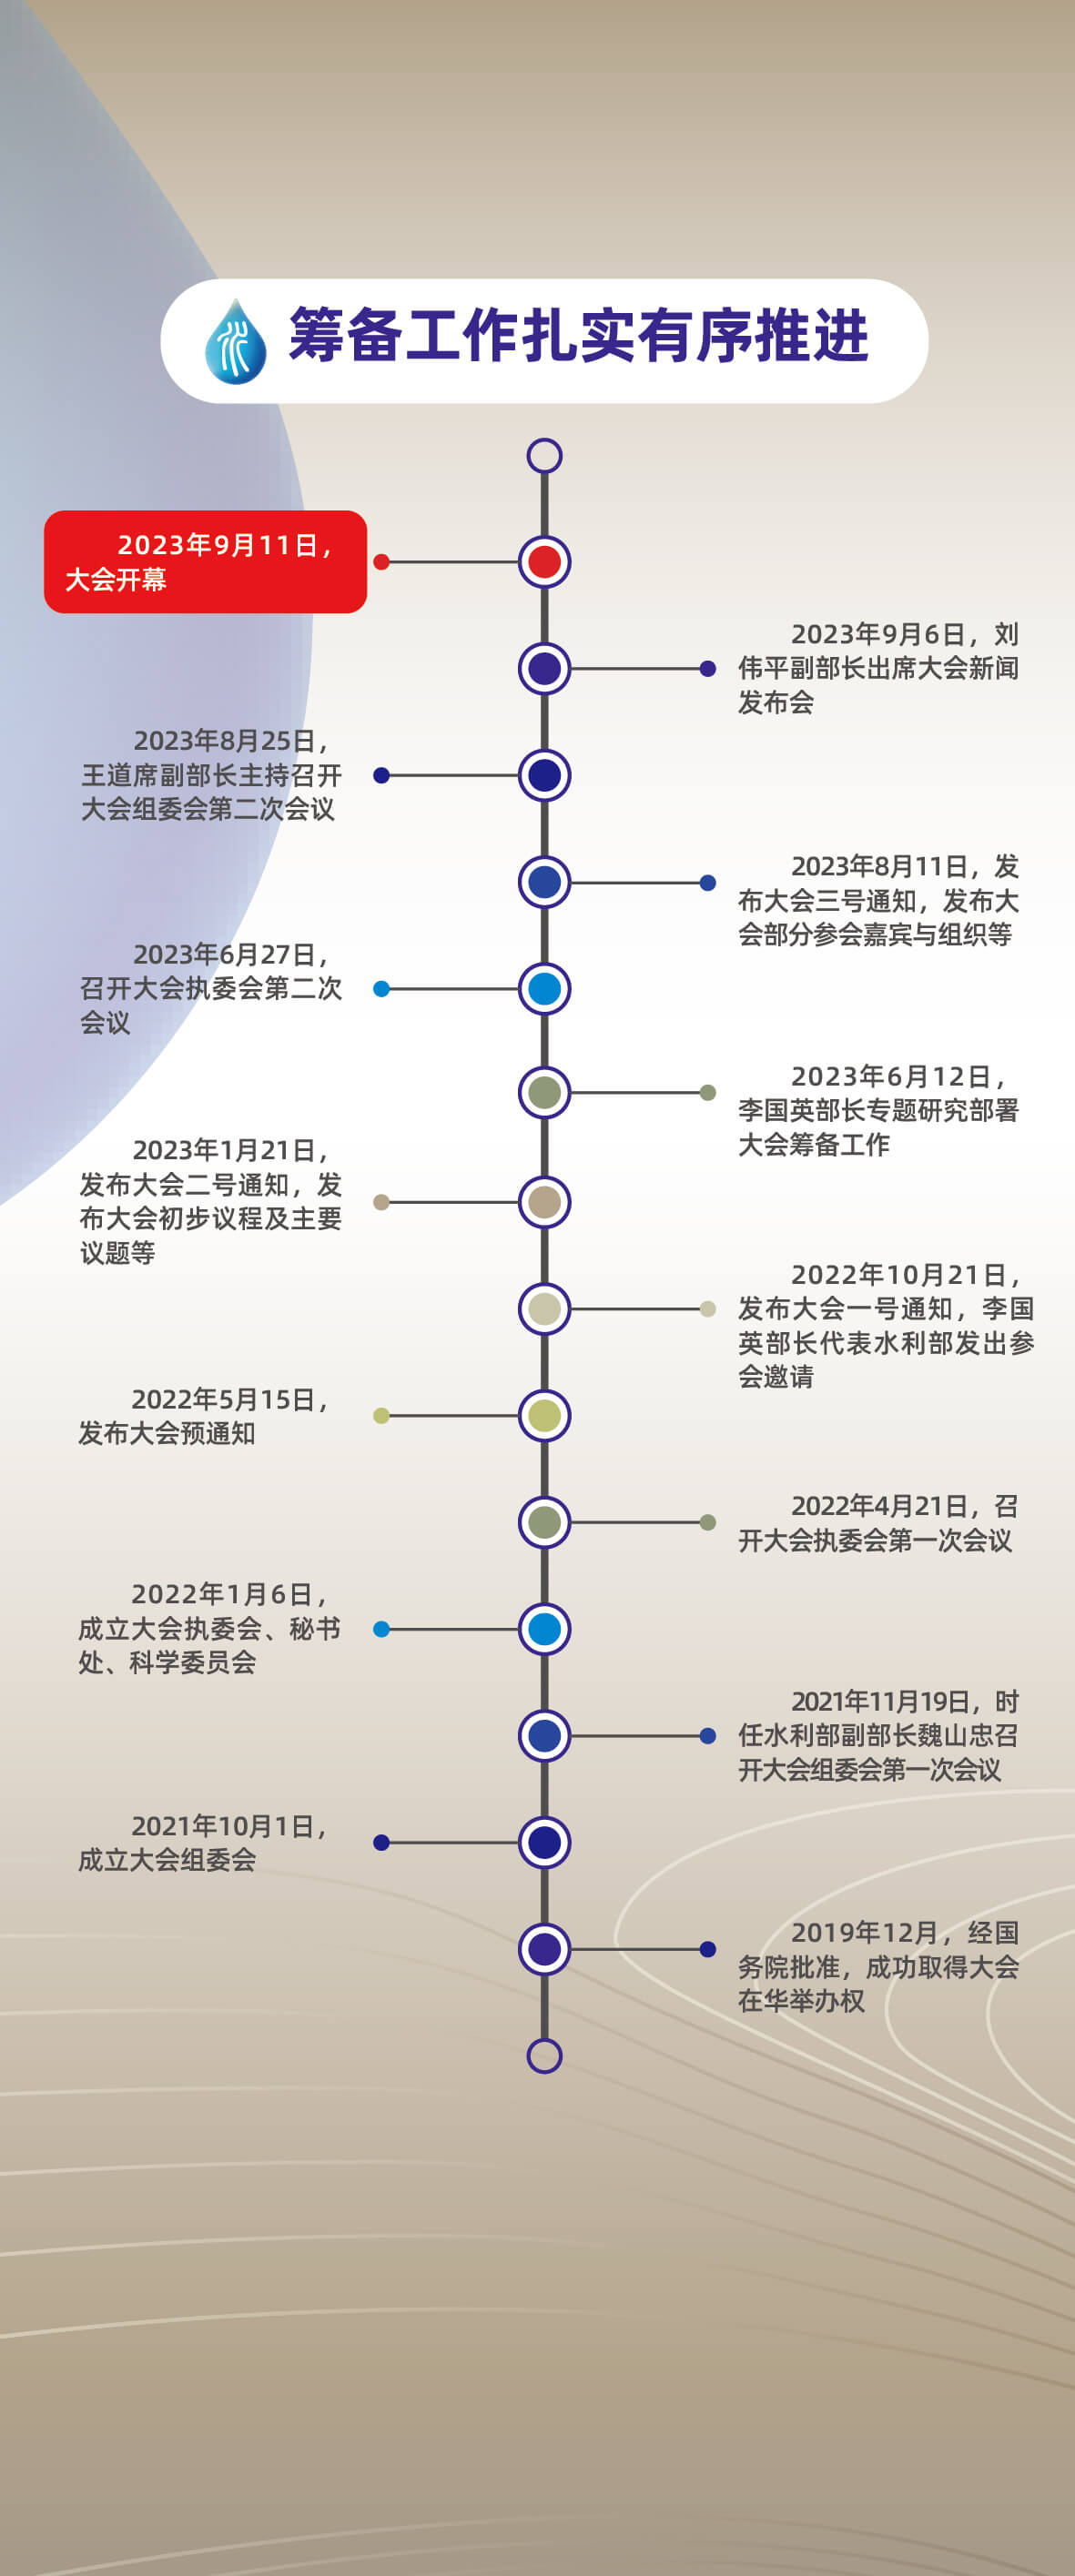 筹备工作扎实有序推进
2023年9月11日，
大会开幕
2023年9月6日，刘
伟平副部长出席大会新闻
发布会
2023年8月25日，
王道席副部长主持召开
大会组委会第二次会议
2023年8月11日，发
布大会三号通知，发布大
会部分参会嘉宾与组织等
2023年6月27日，
召开大会执委会第二次
会议
2023年6月12日，
李国英部长专题研究部署
大会筹备工作
2023年1月21日，
发布大会二号通知，发
布大会初步议程及主要
议题等
2022年10月21日，
发布大会一号通知，李国
英部长代表水利部发出参
会邀请
2022年5月15日，
发布大会预通知
2022年4月21日，召
开大会执委会第一次会议
2022年1月6日，
成立大会执委会、秘书
处、科学委员会
2021年11月19日，时
任水利部副部长魏山忠召
开大会组委会第一次会议
2021年10月1日，
成立大会组委会
2019年12月，经国
务院批准，成功取得大会
在华举办权